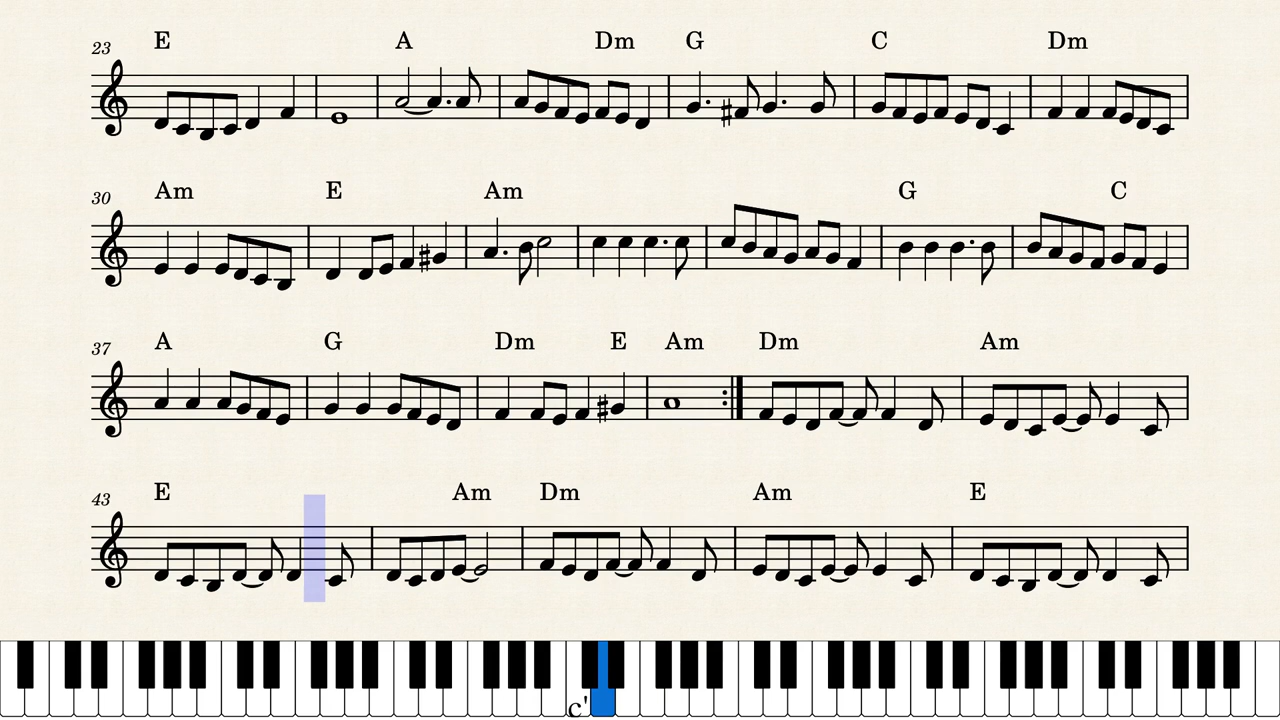 23 E A Dm G C Dm
30 Am E Am G C
37 A G Dm E Am Dm Am
43 E Am Dm Am E
c'